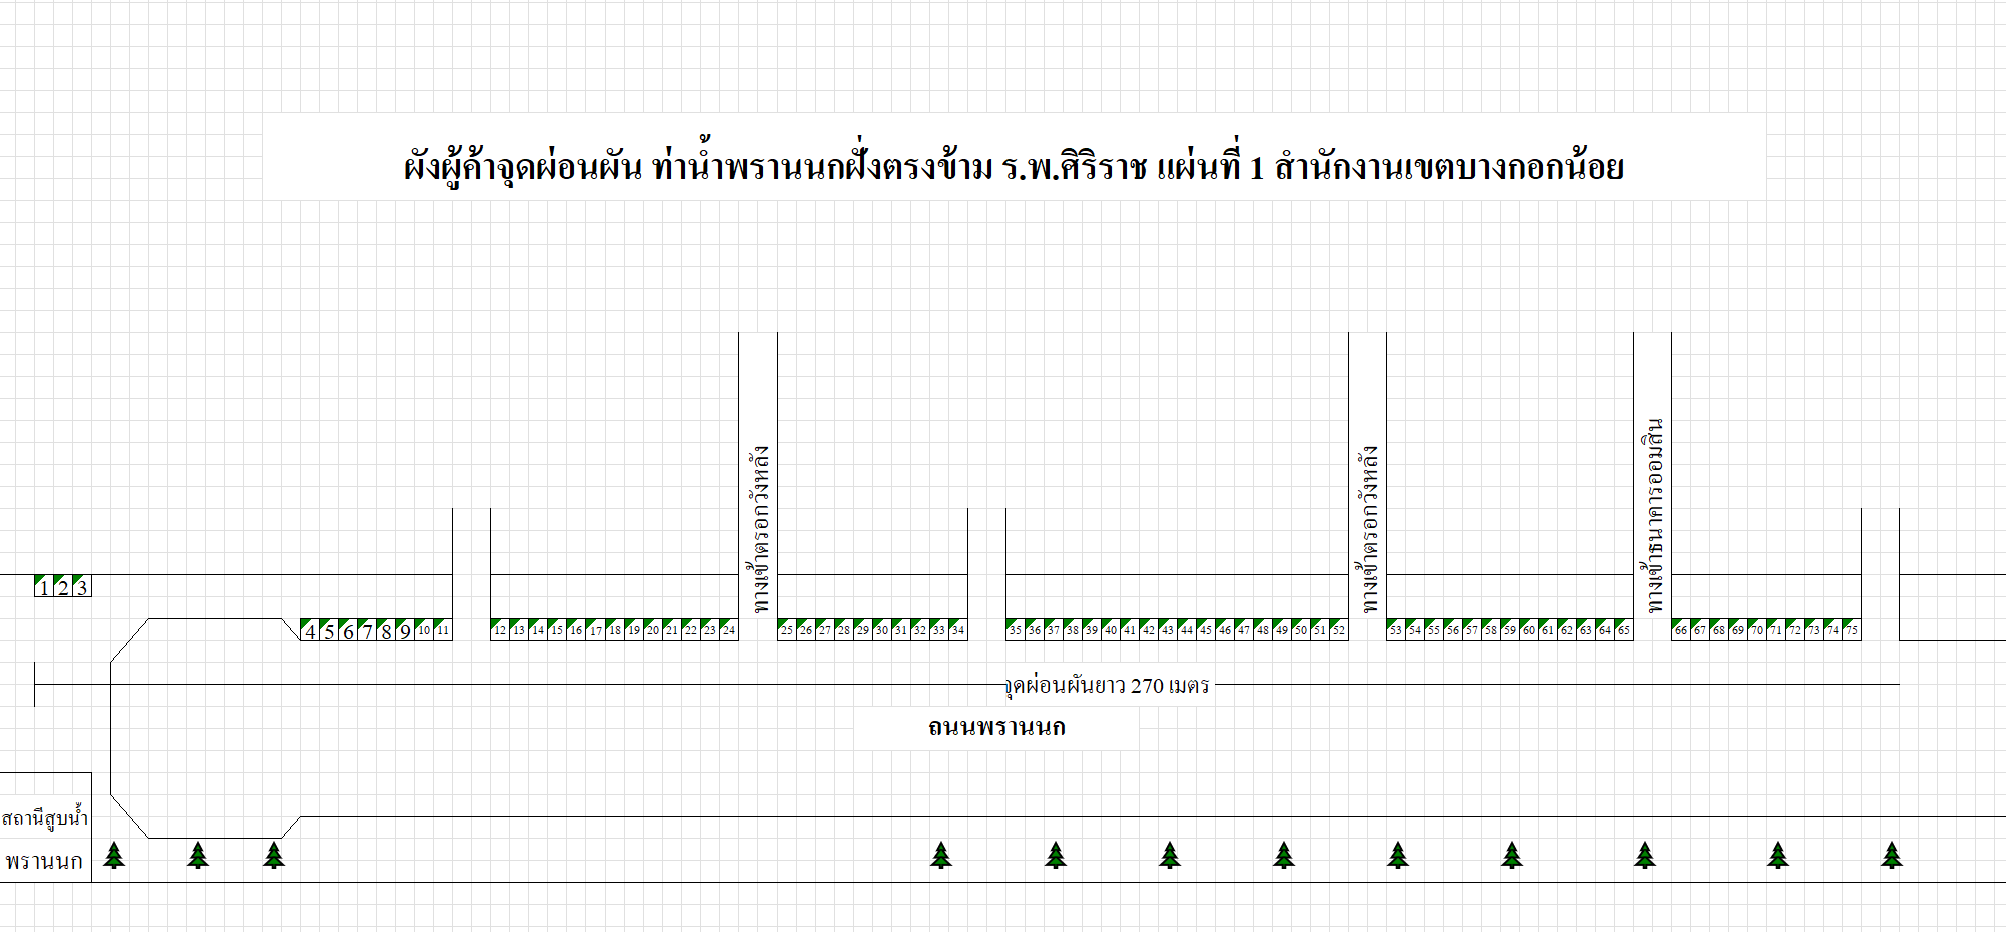 ผังผู้ค้าจุดผ่อนผัน ท่าน้ำพรานนกฝั่งตรงข้าม ร.พ.ศิริราช แผ่นที่ 1 สำนักงานเขตบางกอกน้อย
ทางเข้าตรอกวังหลัง
ทางเข้าตรอกวังหลัง
ทางเข้าธนาคารออมสิน
1 2 3
4 5 6 7 8 9 10 11 12 13 14 15 16 17 18 19 20 21 22 23 24 25 26 27 28 29 30 31 32 33 34 35 36 37 38 39 40 41 42 43 44 45 46 47 48 49 50 51 52 53 54 55 56 57 58 59 60 61 62 63 64 65 66 67 68 69 70 71 72 73 74 75
จุดผ่อนผันยาว 270 เมตร
ถนนพรานนก
สถานีสูบน้ำ
พรานนก